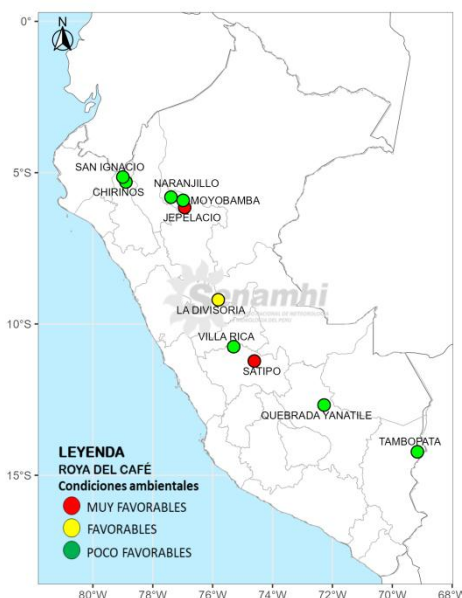 N
0°
SAN IGNACIO
CHIRINOS
NARANJILLO
MOYOBAMBA
JEPELACIO
5°S
Senamhi
LA DIVISORIA
10°S
VILLA RICA
SATIPO
QUEBRADA YANATILE
TAMBOPATA
LEYENDA
ROYA DEL CAFÉ
Condiciones ambientales
MUY FAVORABLES
FAVORABLES
POCO FAVORABLES
15°S
80°W 78°W 76°W 74°W 72°W 70°W 68°W